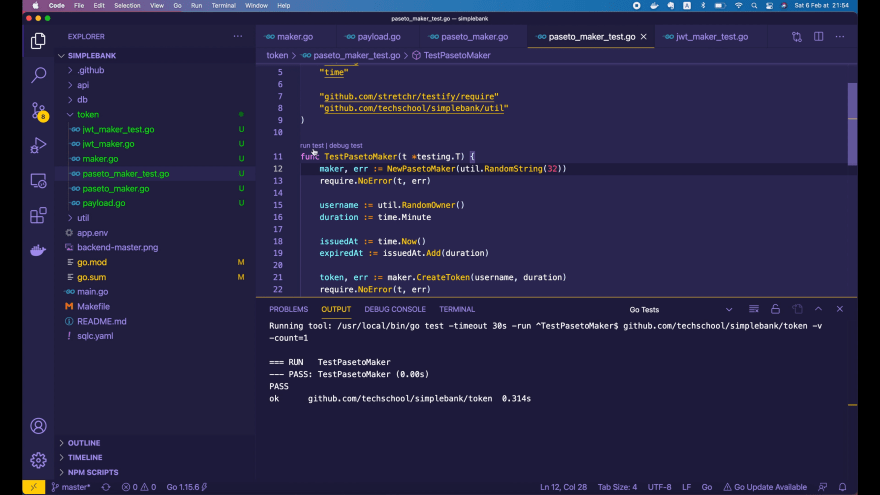 Code File Edit Selection View Go Run Terminal Window Help
Sat 6 Feb at 21:54
paseto_maker_test.go — simplebank
EXPLORER
SIMPLEBANK
.github
api
db
token
jwt_maker_test.go U
jwt_maker.go U
maker.go U
paseto_maker_test.go U
paseto_maker.go U
payload.go U
util
app.env
backend-master.png
go.mod M
go.sum M
main.go
Makefile
README.md
sqlc.yaml
OUTLINE
TIMELINE
NPM SCRIPTS
maker.go payload.go paseto_maker.go paseto_maker_test.go jwt_maker_test.go
token > paseto_maker_test.go > TestPasetoMaker
5 "time"
6
7 "github.com/stretchr/testify/require"
8 "github.com/techschool/simplebank/util"
9 )
10
run test | debug test
11 func TestPasetoMaker(t *testing.T) {
12 maker, err := NewPasetoMaker(util.RandomString(32))
13 require.NoError(t, err)
14
15 username := util.RandomOwner()
16 duration := time.Minute
17
18 issuedAt := time.Now()
19 expiredAt := issuedAt.Add(duration)
20
21 token, err := maker.CreateToken(username, duration)
22 require.NoError(t, err)
PROBLEMS OUTPUT DEBUG CONSOLE TERMINAL Go Tests
Running tool: /usr/local/bin/go test -timeout 30s -run ^TestPasetoMaker$ github.com/techschool/simplebank/token -v
-count=1
=== RUN TestPasetoMaker
--- PASS: TestPasetoMaker (0.00s)
PASS
ok github.com/techschool/simplebank/token 0.314s
8
master* 0 0 Go 1.15.6 Ln 12, Col 28 Tab Size: 4 UTF-8 LF Go Go Update Available